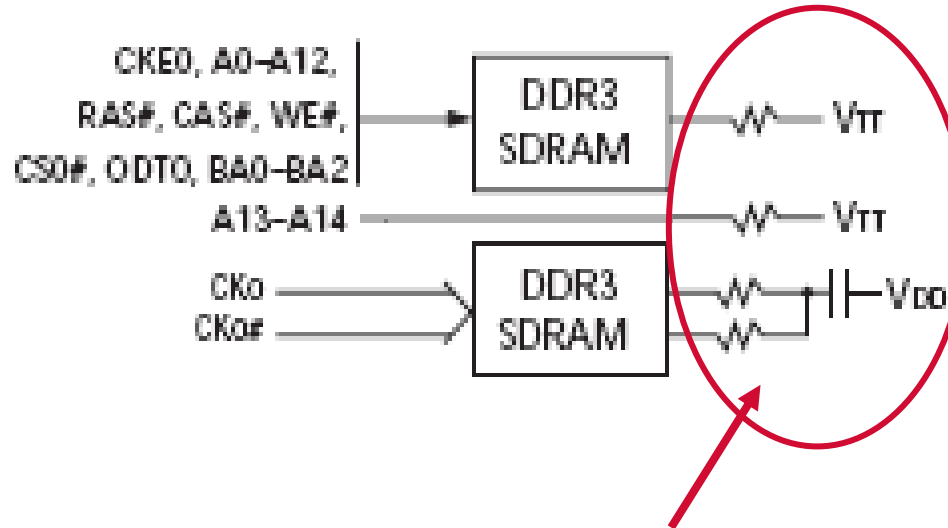 CKE0, A0–A12,
RAS#, CAS#, WE#,
CS0#, ODT0, BA0–BA2
DDR3
SDRAM
VTT
A13–A14
VTT
CK0
CK0#
DDR3
SDRAM
VDD